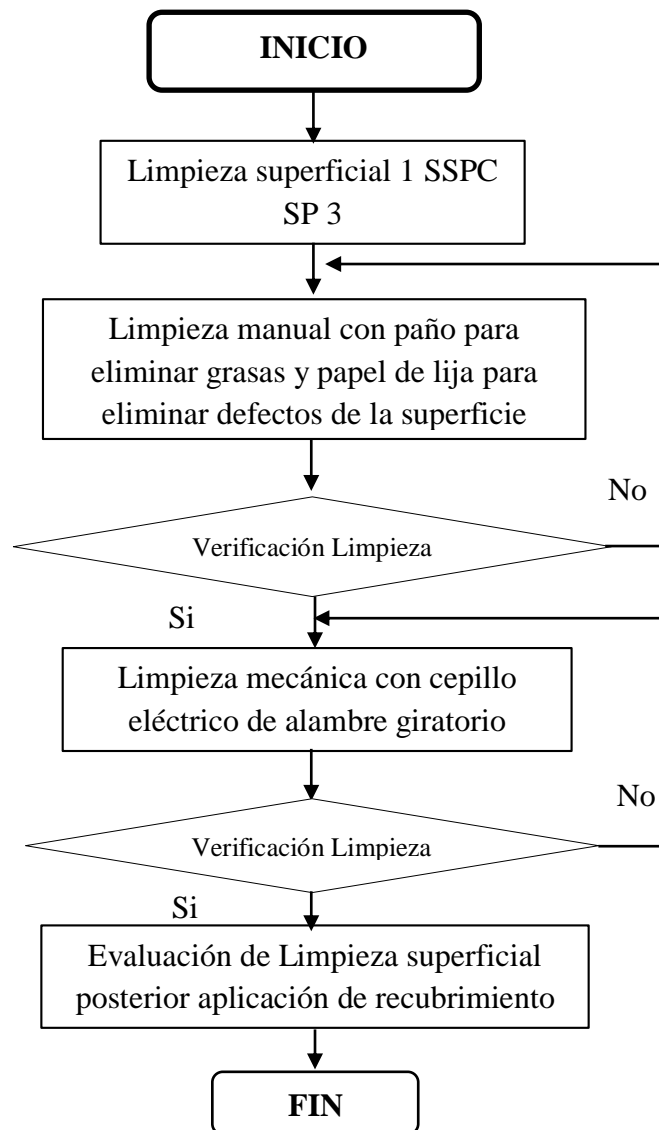 INICIO
Limpieza superficial 1 SSPC
SP 3
Limpieza manual con paño para
eliminar grasas y papel de lija para
eliminar defectos de la superficie
No
Verificación Limpieza
Si
Limpieza mecánica con cepillo
eléctrico de alambre giratorio
No
Verificación Limpieza
Si
Evaluación de Limpieza superficial
posterior aplicación de recubrimiento
FIN